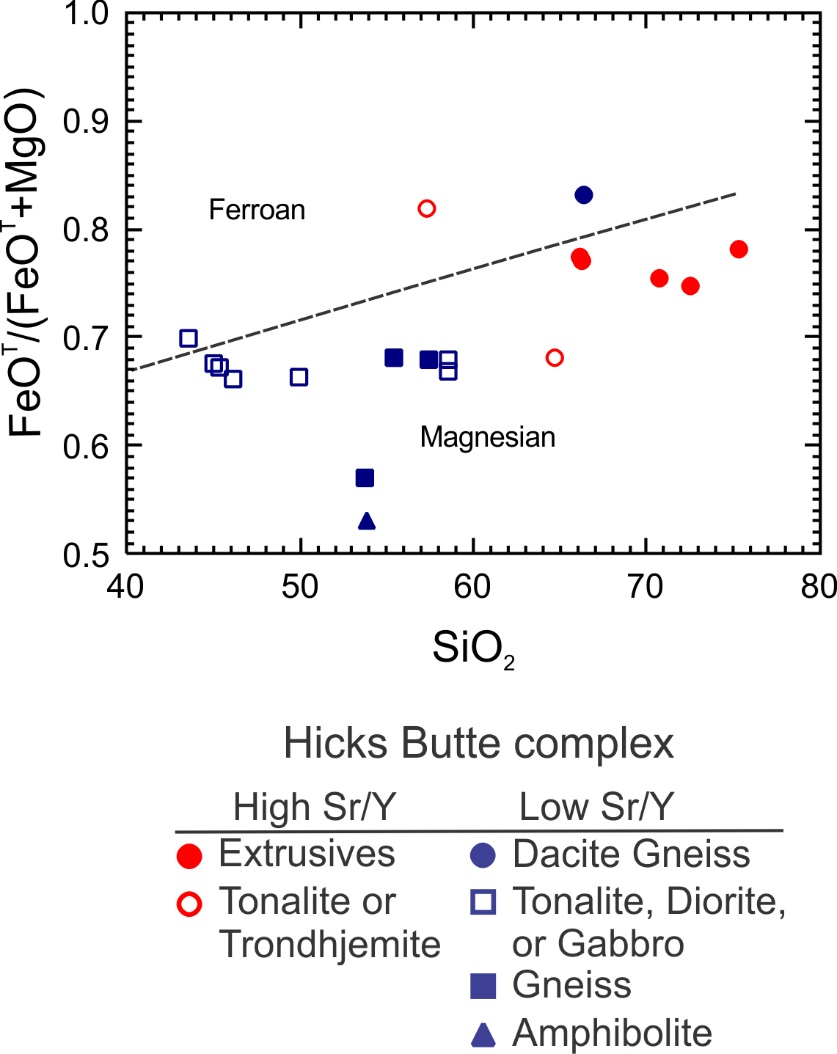 1.0
0.9
0.8
0.7
0.6
0.5
FeOᵀ/(FeOᵀ+MgO)
Ferroan
Magnesian
40 50 60 70 80
SiO₂
Hicks Butte complex
High Sr/Y Low Sr/Y
Extrusives Dacite Gneiss
Tonalite or Tonalite, Diorite,
Trondhjemite or Gabbro
Gneiss
Amphibolite